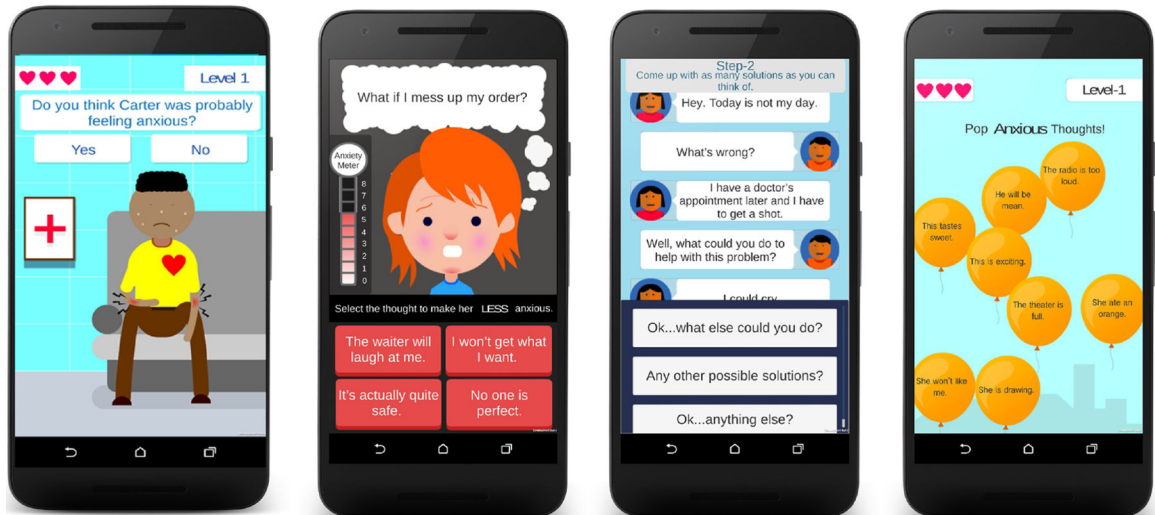 Level 1
Do you think Carter was probably
feeling anxious?
Yes
No
What if I mess up my order?
Anxiety
Meter
8
7
6
5
4
3
2
1
0
Select the thought to make her LESS anxious.
The waiter will
laugh at me.
I won't get what
I want.
It's actually quite
safe.
No one is
perfect.
Step-2
Come up with as many solutions as you can
think of.
Hey. Today is not my day.
What's wrong?
I have a doctor's
appointment later and I have
to get a shot.
Well, what could you do to
help with this problem?
I could cry
Ok...what else could you do?
Any other possible solutions?
Ok...anything else?
Level-1
Pop Anxious Thoughts!
The radio is too
loud.
He will be
mean.
This tastes
sweet.
This is exciting.
The theater is
full.
She ate an
orange.
She won't like
me.
She is drawing.